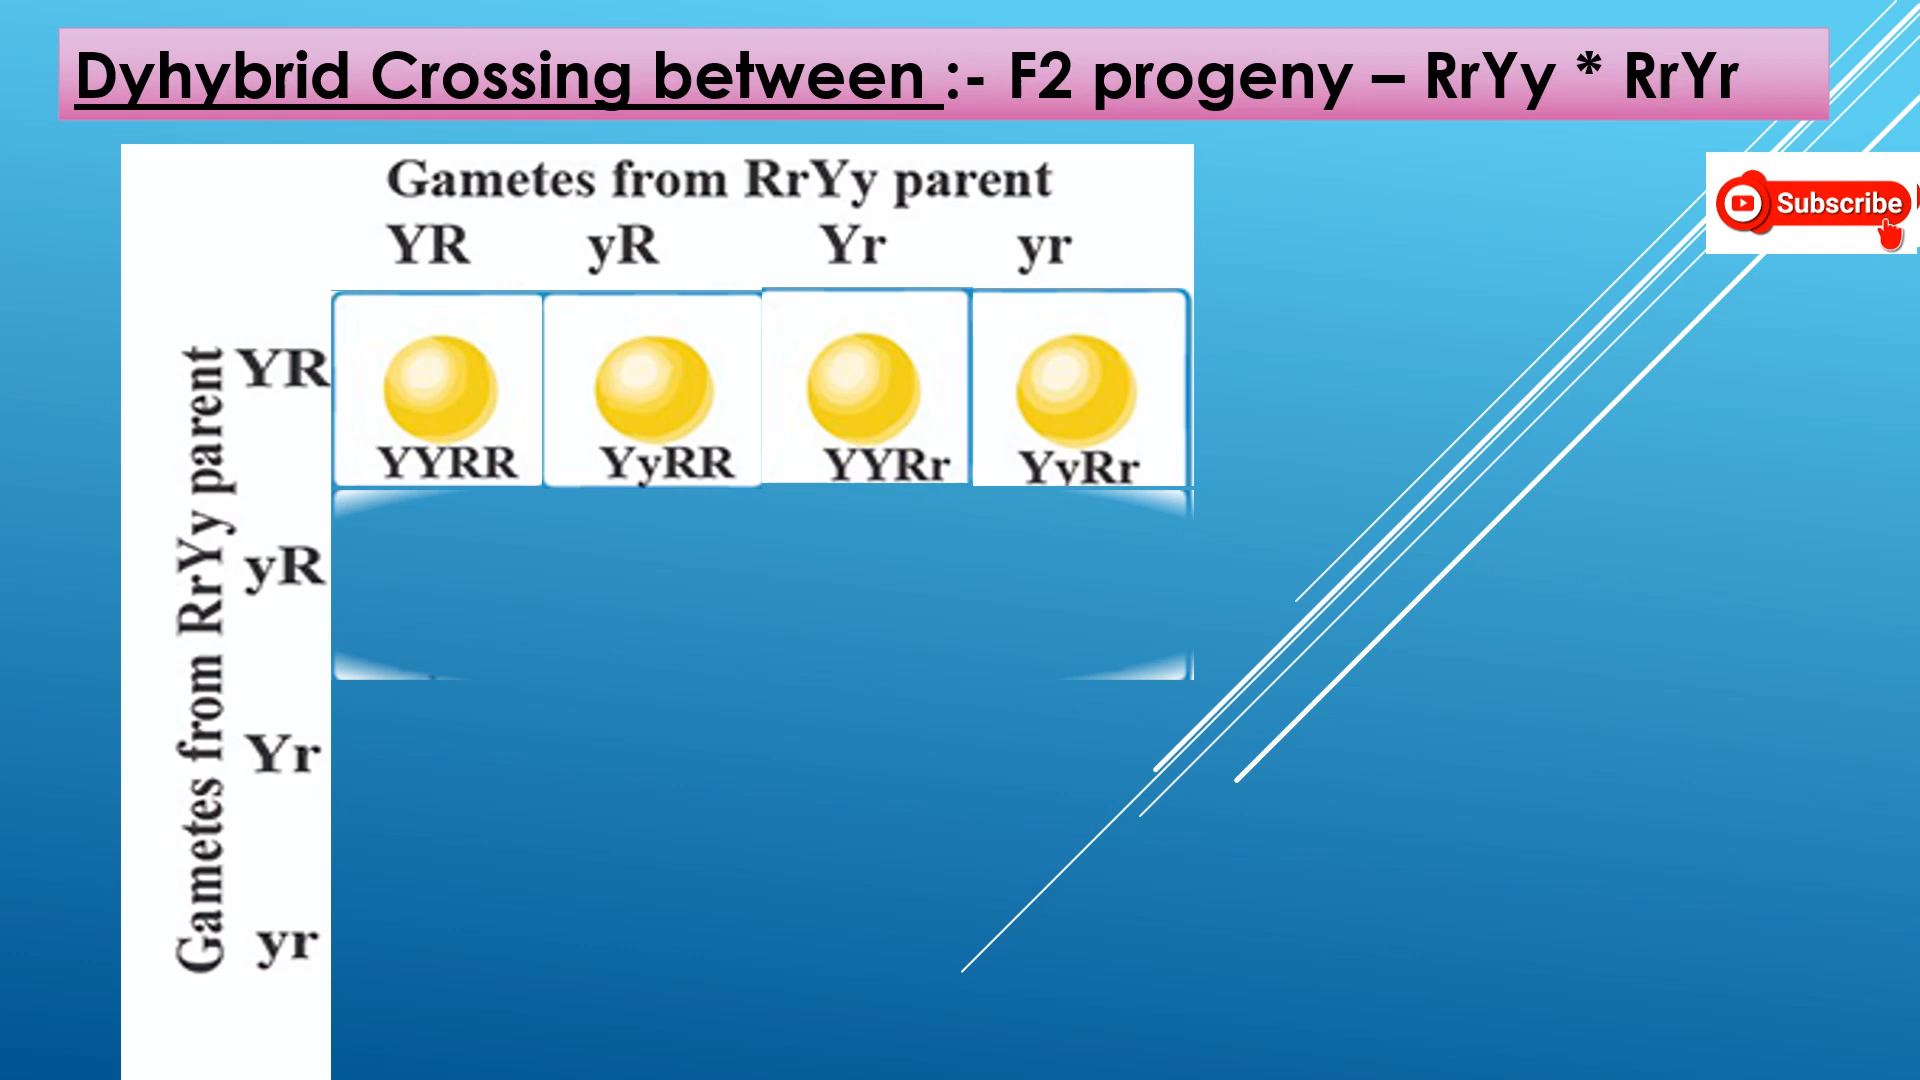 Dyhybrid Crossing between :- F2 progeny – RrYy * RrYr
Subscribe
Gametes from RrYy parent
YR yR Yr yr
Gametes from RrYy parent
YR
YYRR YyRR YYRr YyRr
yR
Yr
yr